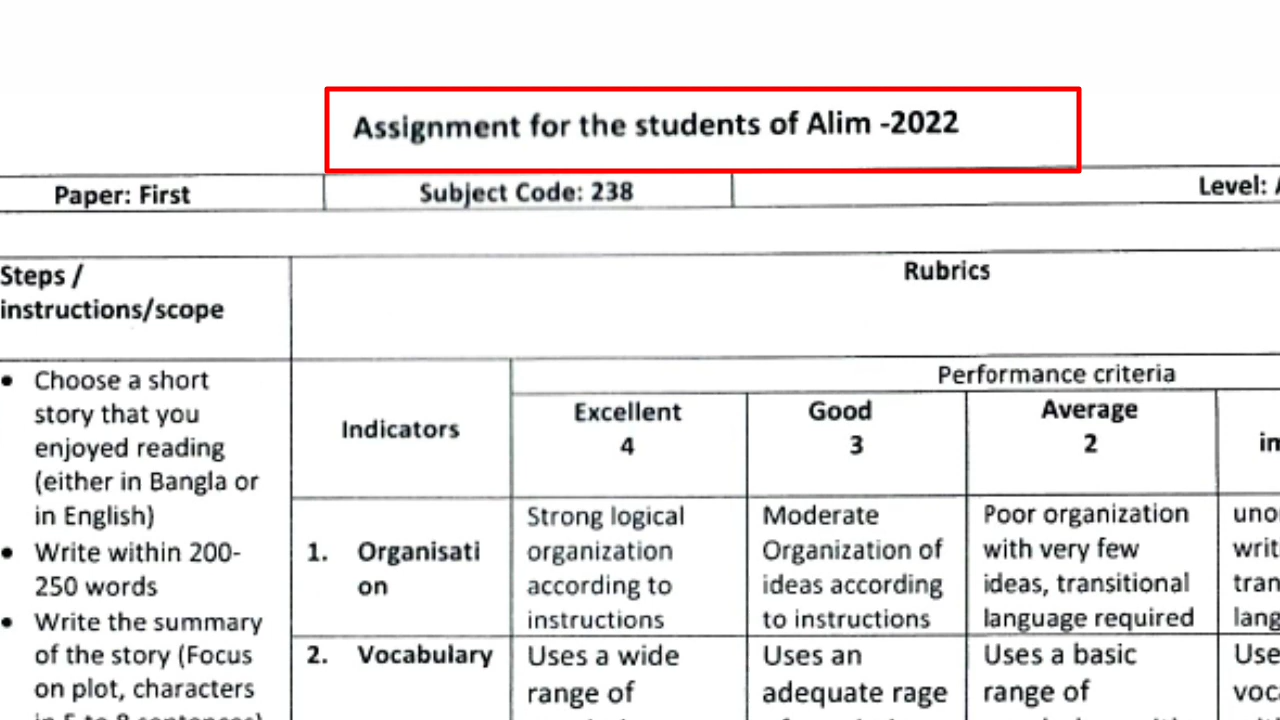 Assignment for the students of Alim -2022
Paper: First
Subject Code: 238
Level:
Steps /
instructions/scope
Rubrics
Choose a short
story that you
enjoyed reading
(either in Bangla or
in English)
Write within 200-
250 words
Write the summary
of the story (Focus
on plot, characters
Indicators
Performance criteria
Excellent
4
Good
3
Average
2
1. Organisati
on
Strong logical
organization
according to
instructions
Moderate
Organization of
ideas according
to instructions
Poor organization
with very few
ideas, transitional
language required
2. Vocabulary
Uses a wide
range of
Uses an
adequate rage
Uses a basic
range of